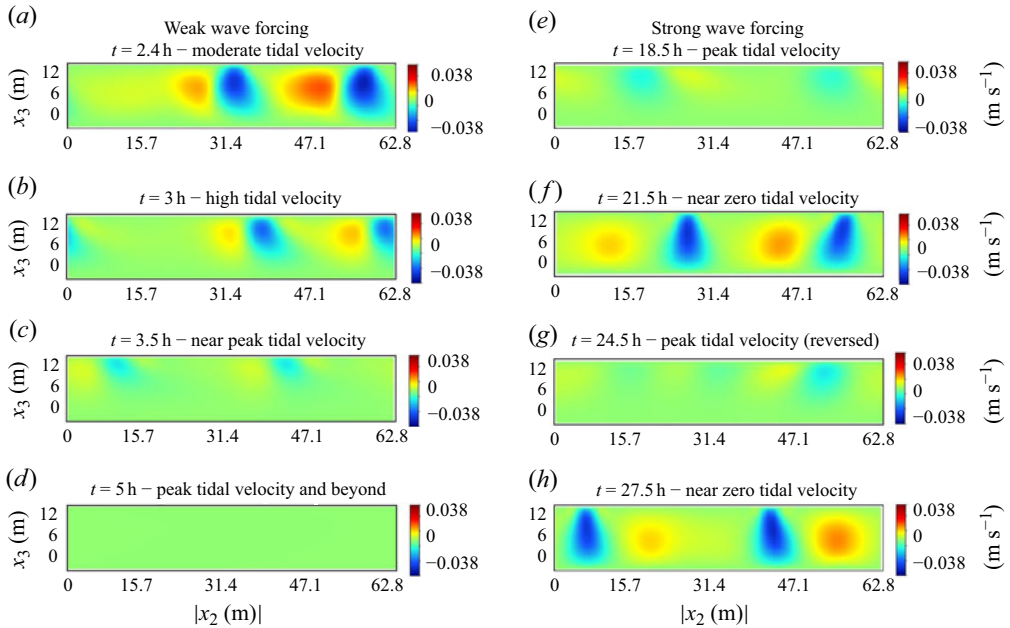 (a)
Weak wave forcing
t = 2.4 h – moderate tidal velocity
x3 (m)
12
6
0
0 15.7 31.4 47.1 62.8
0.038
0
−0.038
(b)
t = 3 h – high tidal velocity
12
6
0
0 15.7 31.4 47.1 62.8
0.038
0
−0.038
(c)
t = 3.5 h – near peak tidal velocity
x3 (m)
12
6
0
0 15.7 31.4 47.1 62.8
0.038
0
−0.038
(d)
t = 5 h – peak tidal velocity and beyond
x3 (m)
12
6
0
0 15.7 31.4 47.1 62.8
0.038
0
−0.038
|x2 (m)|
(e)
Strong wave forcing
t = 18.5 h – peak tidal velocity
12
6
0
0 15.7 31.4 47.1 62.8
0.038
0
−0.038
(m s−1)
(f)
t = 21.5 h – near zero tidal velocity
12
6
0
0 15.7 31.4 47.1 62.8
0.038
0
−0.038
(m s−1)
(g)
t = 24.5 h – peak tidal velocity (reversed)
12
6
0
0 15.7 31.4 47.1 62.8
0.038
0
−0.038
(m s−1)
(h)
t = 27.5 h – near zero tidal velocity
12
6
0
0 15.7 31.4 47.1 62.8
0.038
0
−0.038
(m s−1)
|x2 (m)|